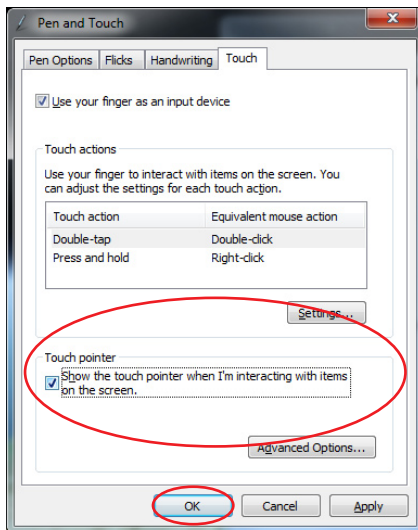 Pen and Touch
Pen Options Flicks Handwriting Touch
Use your finger as an input device
Touch actions
Use your finger to interact with items on the screen. You
can adjust the settings for each touch action.
Touch action Equivalent mouse action
Double-tap Double-click
Press and hold Right-click
Settings...
Touch pointer
Show the touch pointer when I'm interacting with items
on the screen.
Advanced Options...
OK Cancel Apply